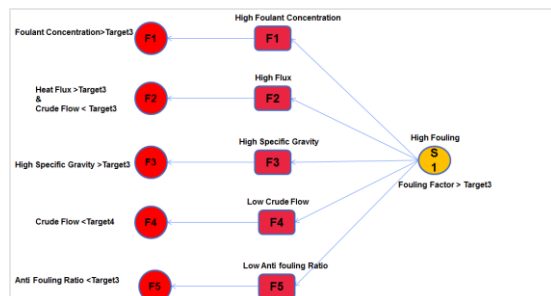 High Foulant Concentration
Foulant Concentration>Target3
F1
F1
High Flux
Heat Flux >Target3
&
Crude Flow < Target3
F2
F2
High Specific Gravity
High Specific Gravity >Target3
F3
F3
High Fouling
S
1
Fouling Factor > Target3
Low Crude Flow
Crude Flow <Target4
F4
F4
Low Anti fouling Ratio
Anti Fouling Ratio <Target3
F5
F5